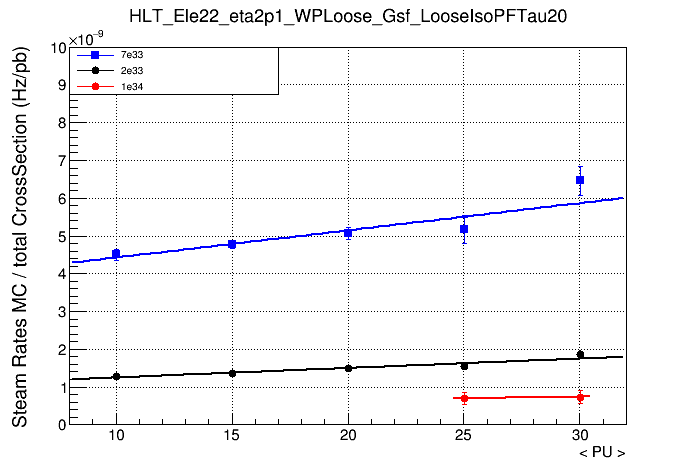 HLT_Ele22_eta2p1_WPLoose_Gsf_LooseIsoPFTau20
×10⁻⁹
7e33
2e33
1e34
Steam Rates MC / total CrossSection (Hz/pb)
10
9
8
7
6
5
4
3
2
1
0
10 15 20 25 30
< PU >